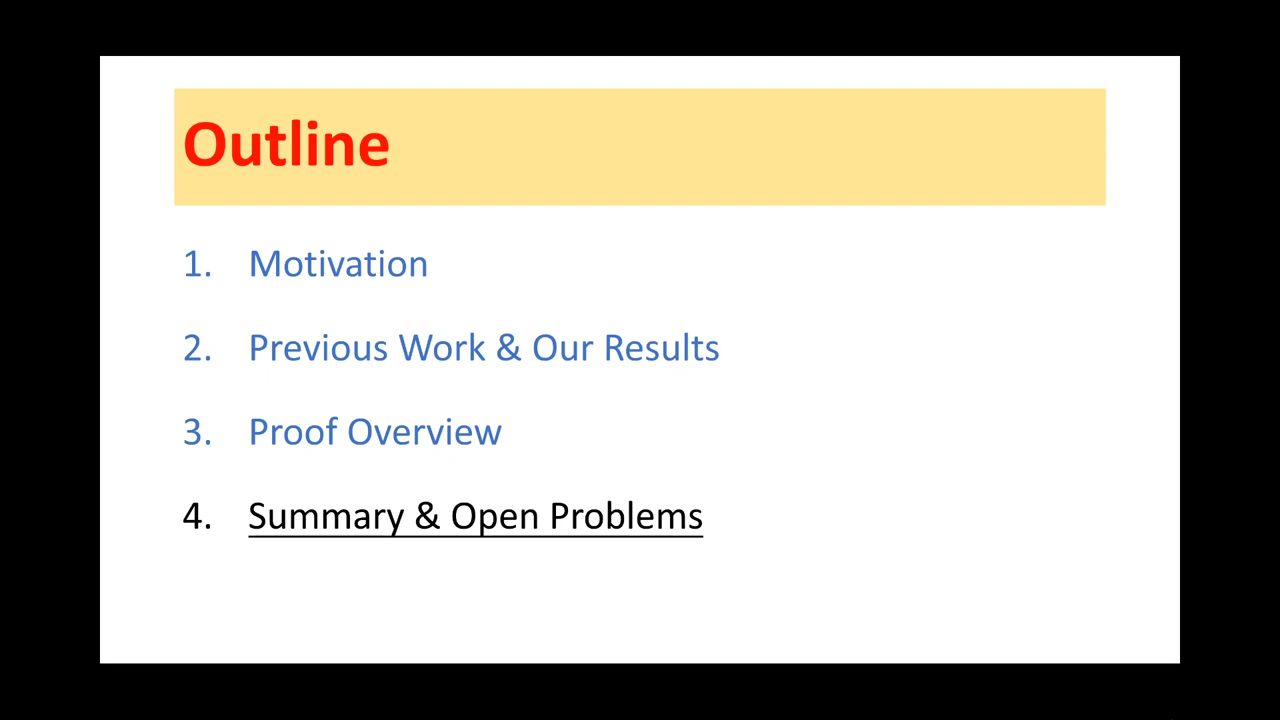 Outline
1. Motivation
2. Previous Work & Our Results
3. Proof Overview
4. Summary & Open Problems